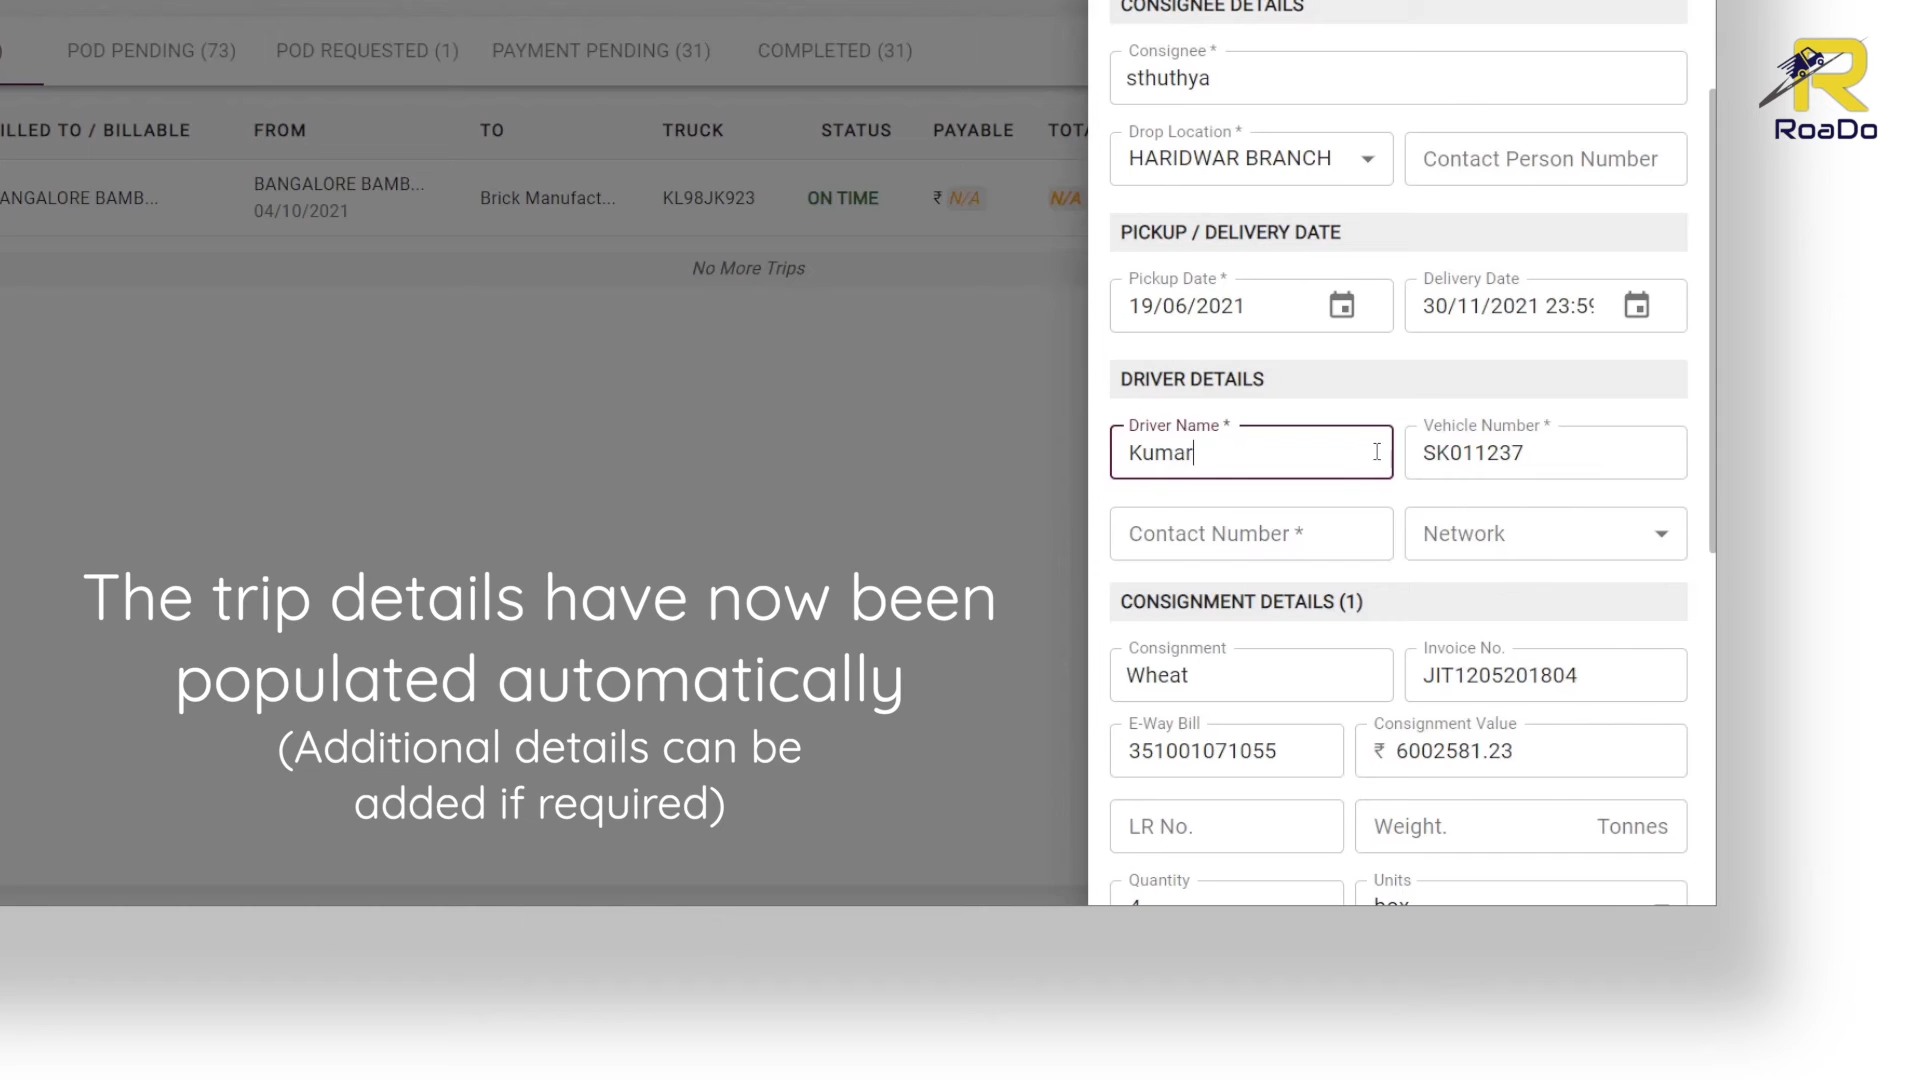 POD PENDING (73) POD REQUESTED (1) PAYMENT PENDING (31) COMPLETED (31)
ILLED TO / BILLABLE FROM TO TRUCK STATUS PAYABLE TOTA
ANGALORE BAMB... BANGALORE BAMB... Brick Manufact... KL98JK923 ON TIME ₹ N/A N/A
04/10/2021
No More Trips
The trip details have now been
populated automatically
(Additional details can be
added if required)
CONSIGNEE DETAILS
Consignee *
sthuthya
Drop Location *
HARIDWAR BRANCH Contact Person Number
PICKUP / DELIVERY DATE
Pickup Date * Delivery Date
19/06/2021 30/11/2021 23:59
DRIVER DETAILS
Driver Name * Vehicle Number *
Kumar SK011237
Contact Number * Network
CONSIGNMENT DETAILS (1)
Consignment Invoice No.
Wheat JIT1205201804
E-Way Bill Consignment Value
351001071055 ₹ 6002581.23
LR No. Weight. Tonnes
Quantity Units
4 box
RoaDo